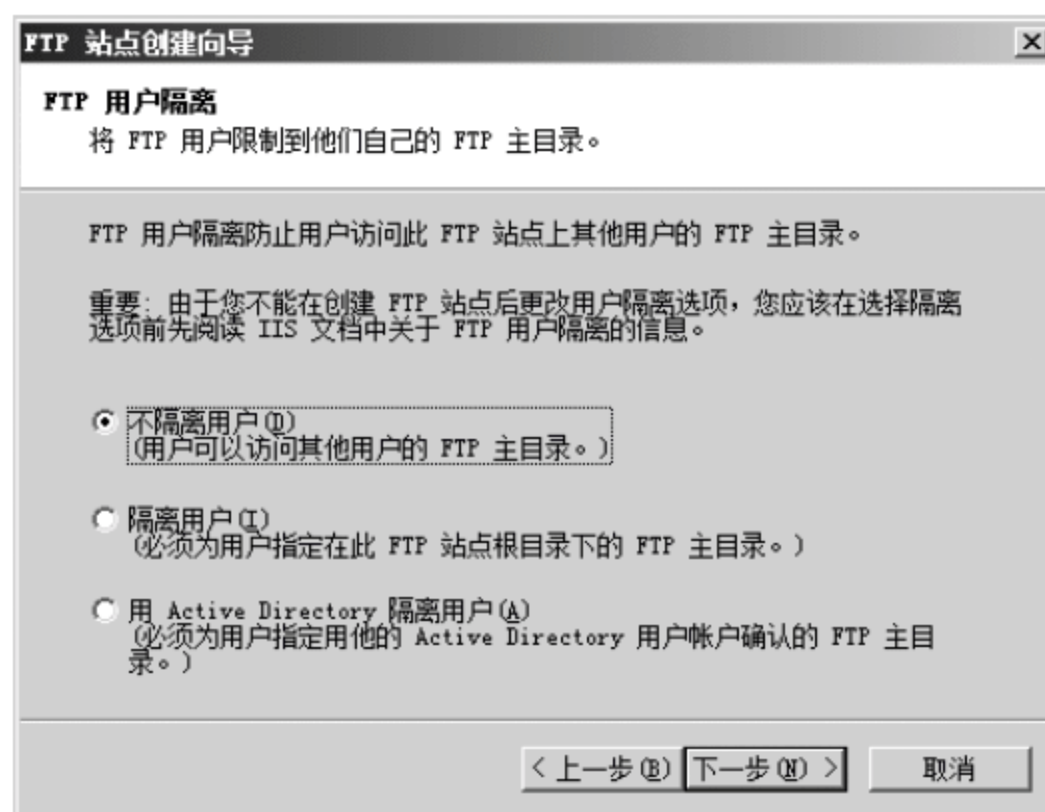 FTP 站点创建向导
FTP 用户隔离
将 FTP 用户限制到他们自己的 FTP 主目录。
FTP 用户隔离防止用户访问此 FTP 站点上其他用户的 FTP 主目录。
重要: 由于您不能在创建 FTP 站点后更改用户隔离选项，您应该在选择隔离
选项前先阅读 IIS 文档中关于 FTP 用户隔离的信息。
不隔离用户(D)
(用户可以访问其他用户的 FTP 主目录。)
隔离用户(I)
(必须为用户指定在此 FTP 站点根目录下的 FTP 主目录。)
用 Active Directory 隔离用户(A)
(必须为用户指定用他的 Active Directory 用户帐户确认的 FTP 主目
录。)
< 上一步(B) 下一步(N) > 取消